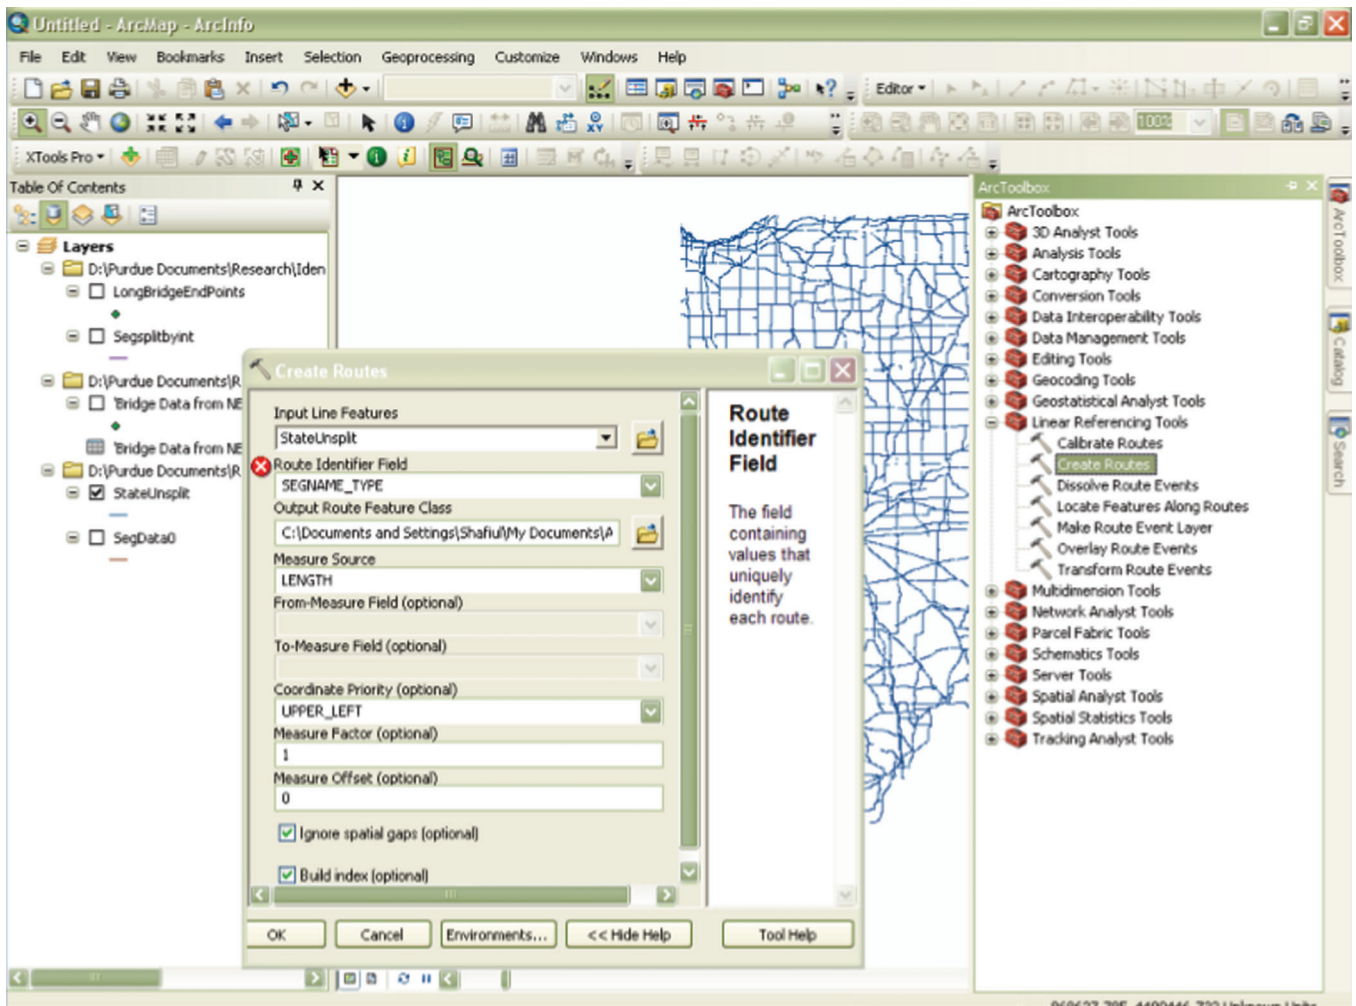 Untitled - ArcMap - ArcInfo
File Edit View Bookmarks Insert Selection Geoprocessing Customize Windows Help
Editor
100%
XTools Pro
Table Of Contents
Layers
D:\Purdue Documents\Research\Iden
LongBridgeEndPoints
Segsplitbyint
D:\Purdue Documents\R
'Bridge Data from NE
'Bridge Data from NE
D:\Purdue Documents\R
StateUnsplit
SegData0
Create Routes
Input Line Features
StateUnsplit
Route Identifier Field
SEGNAME_TYPE
Output Route Feature Class
C:\Documents and Settings\Shafiul\My Documents\A
Measure Source
LENGTH
From-Measure Field (optional)
To-Measure Field (optional)
Coordinate Priority (optional)
UPPER_LEFT
Measure Factor (optional)
1
Measure Offset (optional)
0
Ignore spatial gaps (optional)
Build index (optional)
OK Cancel Environments... << Hide Help Tool Help
Route
Identifier
Field
The field
containing
values that
uniquely
identify
each route.
ArcToolbox
ArcToolbox
3D Analyst Tools
Analysis Tools
Cartography Tools
Conversion Tools
Data Interoperability Tools
Data Management Tools
Editing Tools
Geocoding Tools
Geostatistical Analyst Tools
Linear Referencing Tools
Calibrate Routes
Create Routes
Dissolve Route Events
Locate Features Along Routes
Make Route Event Layer
Overlay Route Events
Transform Route Events
Multidimension Tools
Network Analyst Tools
Parcel Fabric Tools
Schematics Tools
Server Tools
Spatial Analyst Tools
Spatial Statistics Tools
Tracking Analyst Tools
ArcToolbox
Catalog
Search
Unknown Units